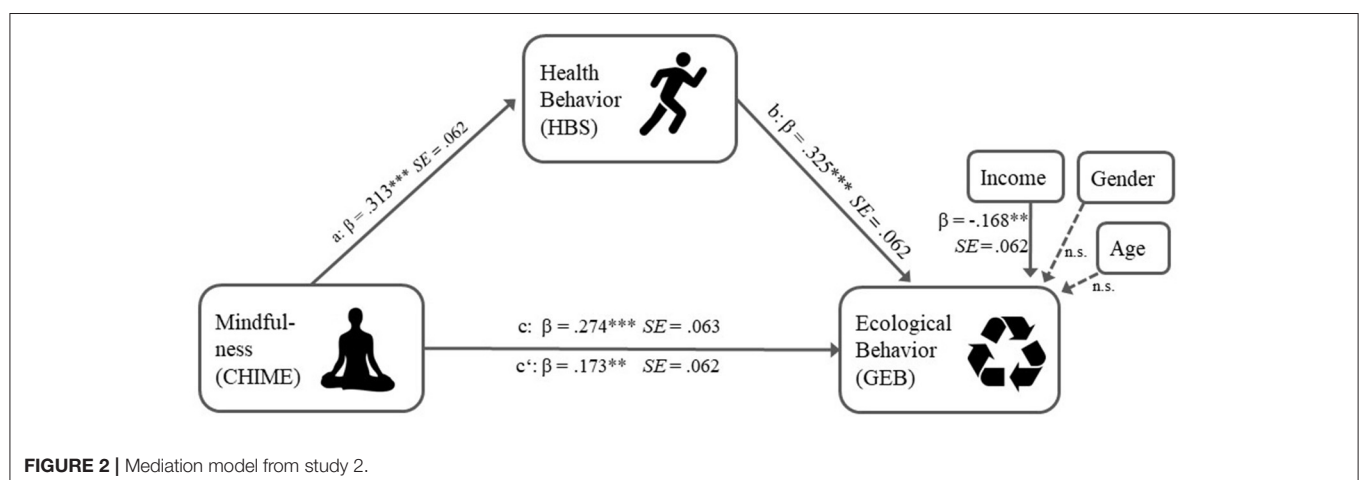 Health
Behavior
(HBS)
a: β = .313*** SE = .062
b: β = .325*** SE = .062
Income
Gender
Age
β = -.168**
SE = .062
n.s.
n.s.
Mindful-
ness
(CHIME)
c: β = .274*** SE = .063
c‘: β = .173** SE = .062
Ecological
Behavior
(GEB)
FIGURE 2 | Mediation model from study 2.